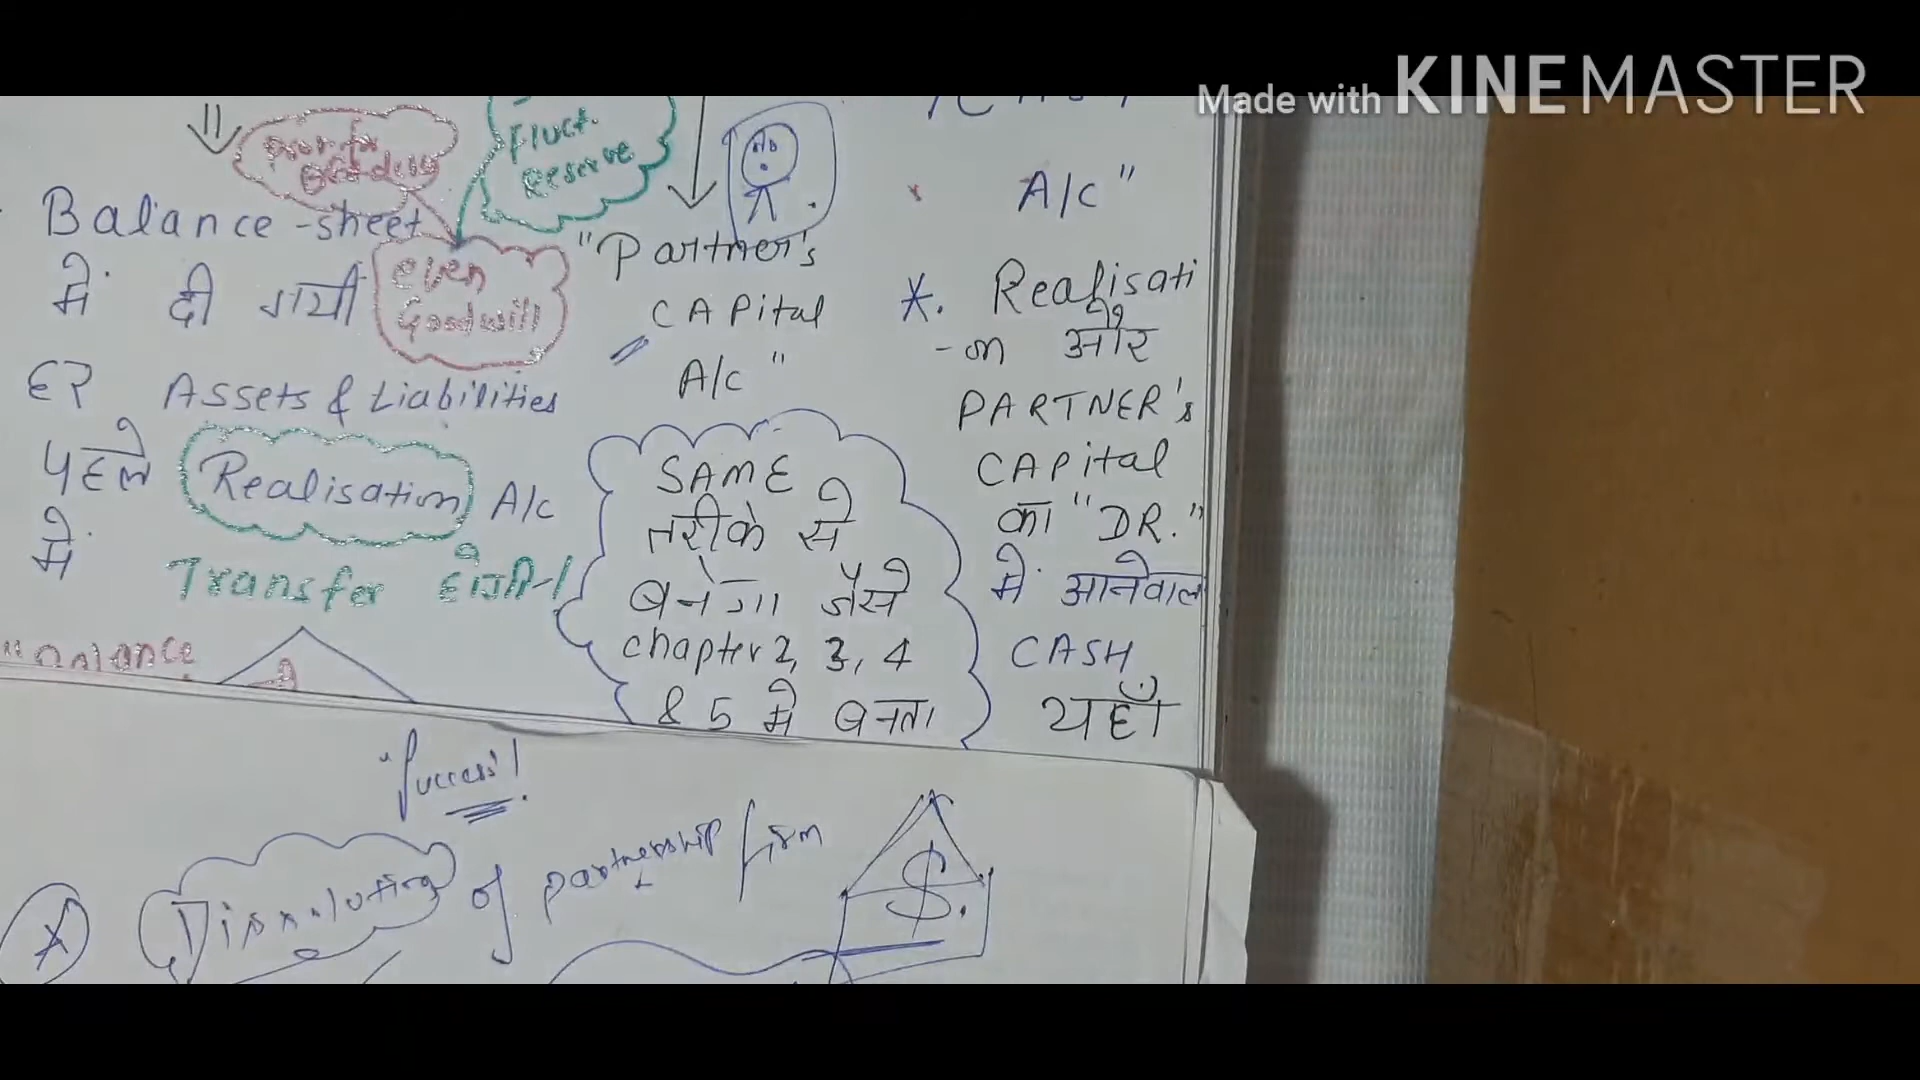 Made with KINEMASTER
Fluct.
Reserve
Balance-sheet
में दी गयी
even
Goodwill
हर Assets & Liabilities
पहले Realisation A/c
में
Transfer होगी।
"Partner's
CAPital
A/c"
SAME
तरीके से
बनेगा जैसे
chapter 2, 3, 4
& 5 में बनता
A/c"
*. Realisati
-on और
PARTNER's
CAPital
का "DR."
में आनेवाल
CASH
यहाँ
"Success"!
of partnership firm
$.